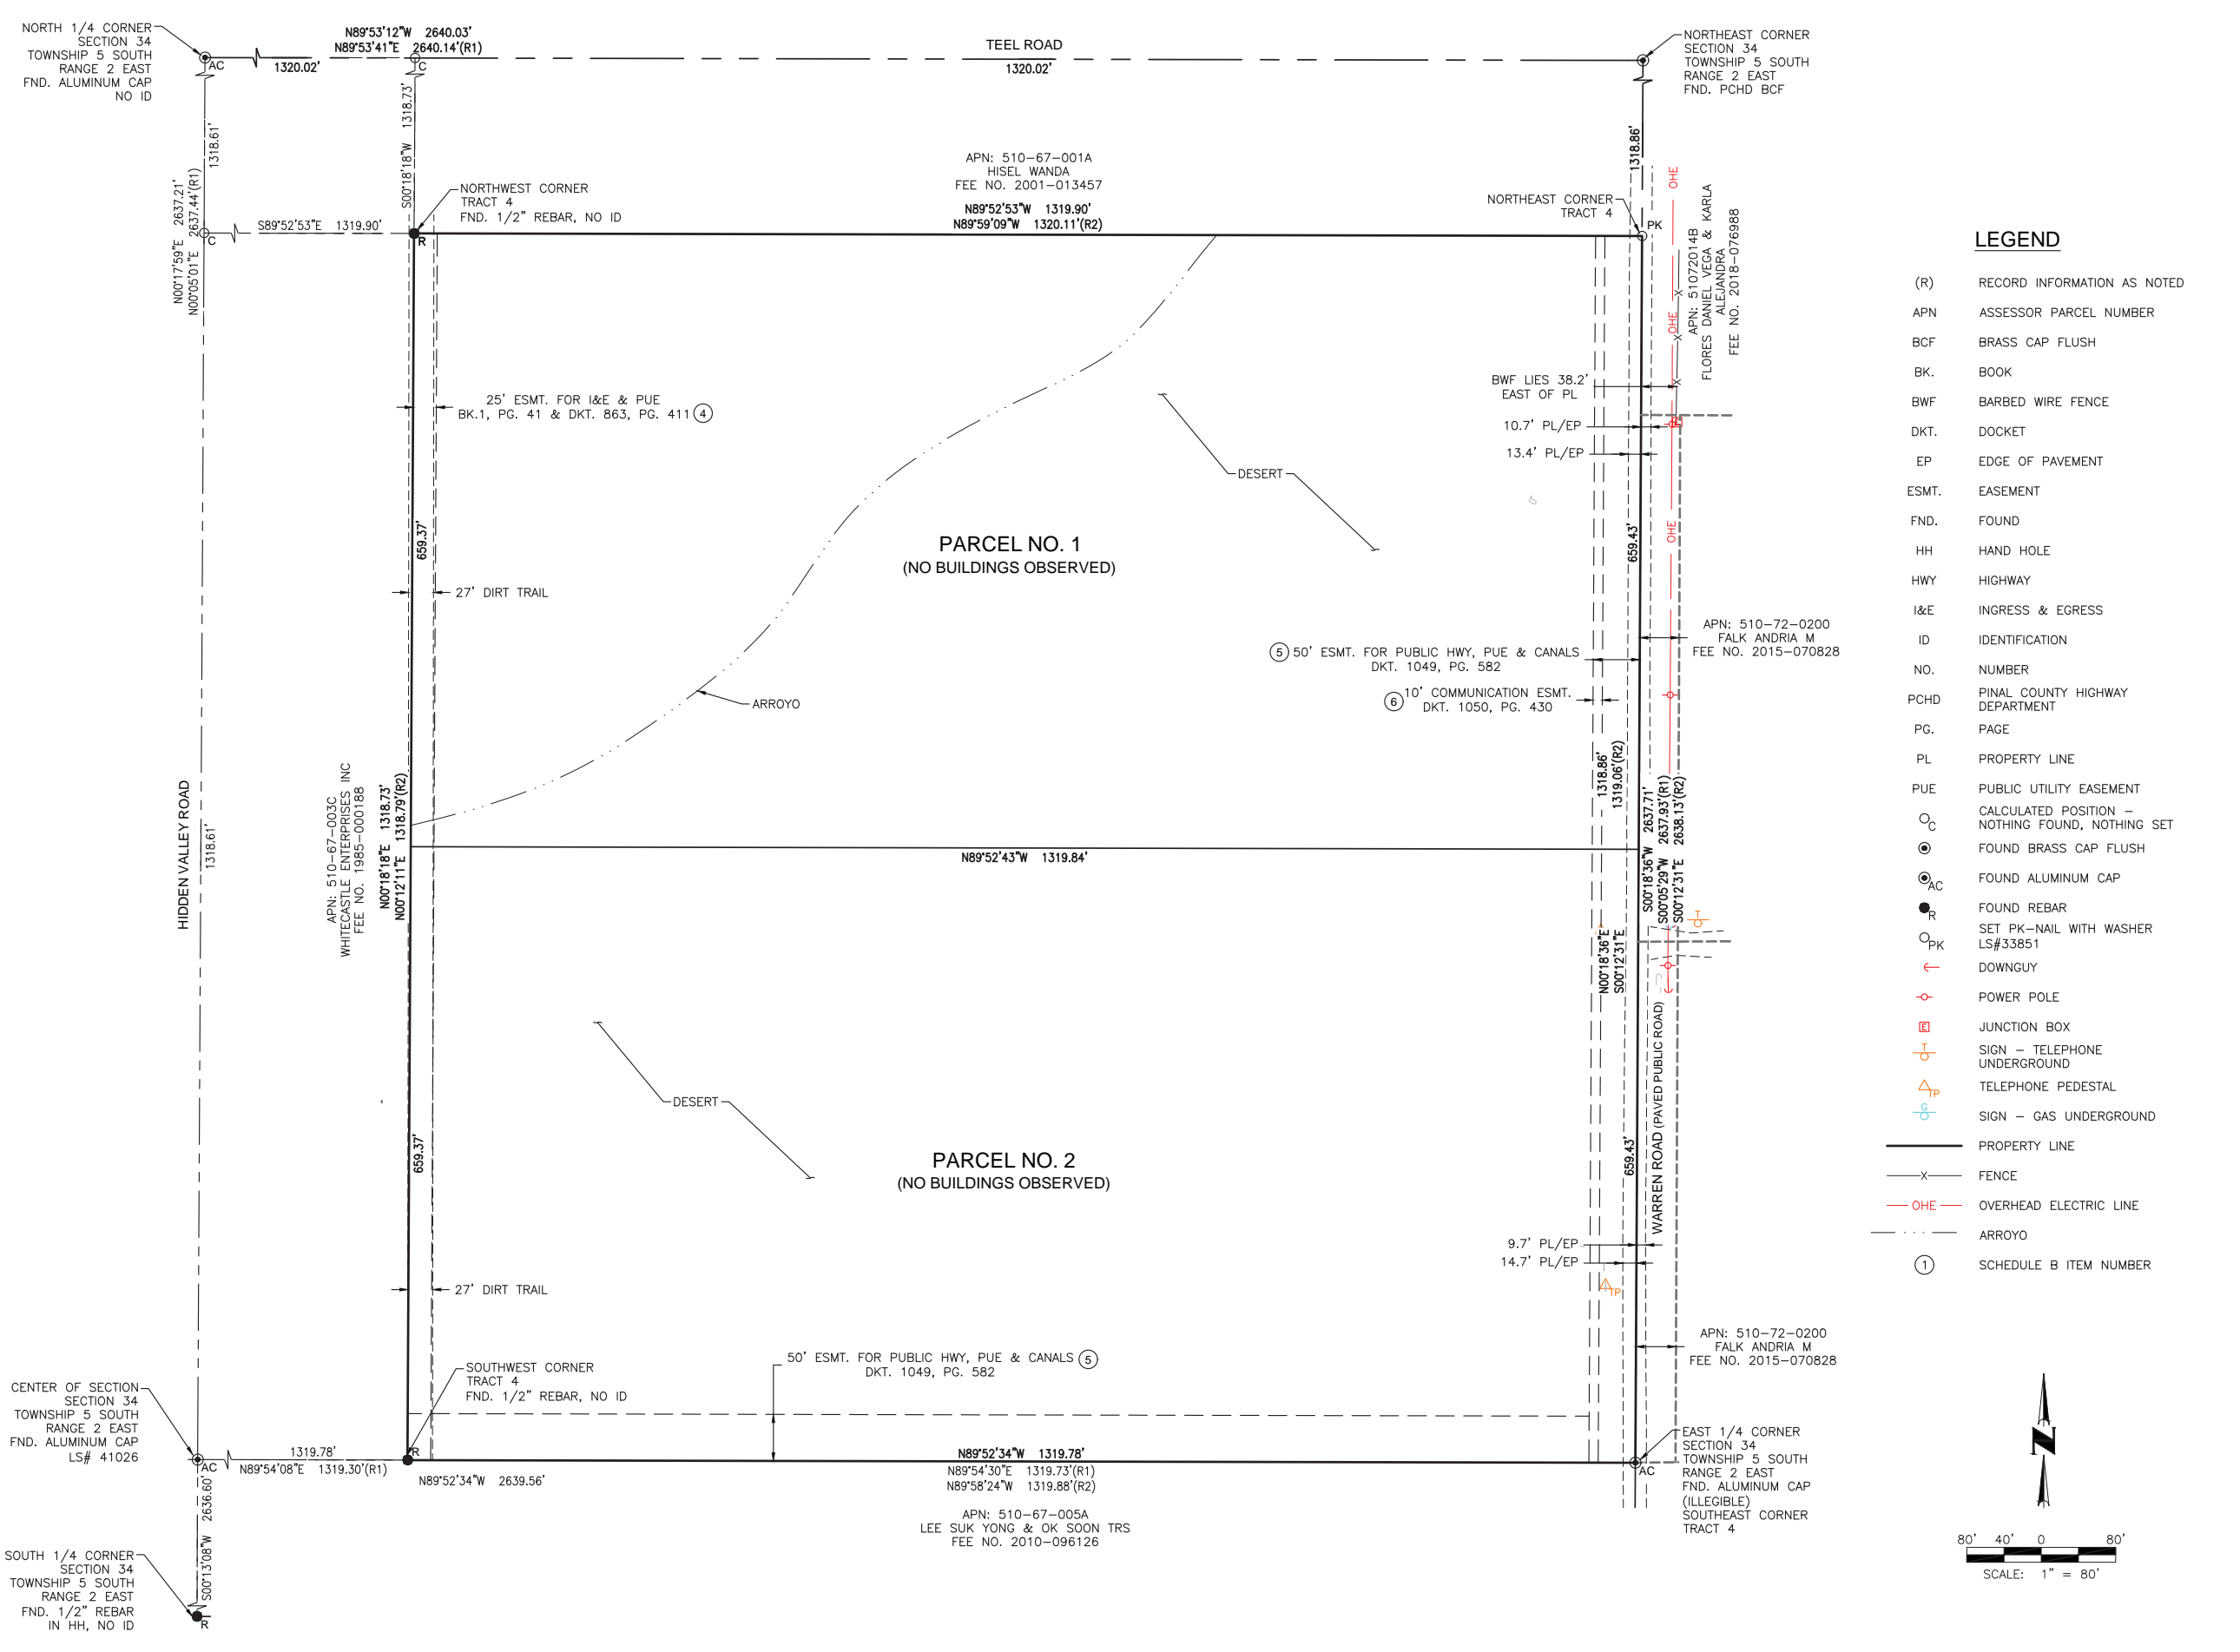 NORTH 1/4 CORNER
SECTION 34
TOWNSHIP 5 SOUTH
RANGE 2 EAST
FND. ALUMINUM CAP
NO ID
AC
N89°53'12"W 2640.03'
N89°53'41"E 2640.14'(R1)
1320.02'
C
TEEL ROAD
1320.02'
NORTHEAST CORNER
SECTION 34
TOWNSHIP 5 SOUTH
RANGE 2 EAST
FND. PCHD BCF
1318.61'
S00°18'18"W 1318.73'
1318.86'
N00°17'59"E 2637.21'
N00°05'01"E 2637.44'(R1)
C
S89°52'53"E 1319.90'
NORTHWEST CORNER
TRACT 4
FND. 1/2" REBAR, NO ID
R
APN: 510-67-001A
HISEL WANDA
FEE NO. 2001-013457
N89°52'53"W 1319.90'
N89°59'09"W 1320.11'(R2)
NORTHEAST CORNER
TRACT 4
PK
OHE
APN: 51072014B
FLORES DANIEL VEGA & KARLA
ALEJANDRA
FEE NO. 2018-076988
X
OHE
X
X
25' ESMT. FOR I&E & PUE
BK.1, PG. 41 & DKT. 863, PG. 411 4
BWF LIES 38.2'
EAST OF PL
10.7' PL/EP
E
13.4' PL/EP
DESERT
659.37'
PARCEL NO. 1
(NO BUILDINGS OBSERVED)
659.43'
OHE
27' DIRT TRAIL
APN: 510-72-0200
FALK ANDRIA M
FEE NO. 2015-070828
5 50' ESMT. FOR PUBLIC HWY, PUE & CANALS
DKT. 1049, PG. 582
6 10' COMMUNICATION ESMT.
DKT. 1050, PG. 430
ARROYO
HIDDEN VALLEY ROAD
1318.61'
APN: 510-67-003C
WHITECASTLE ENTERPRISES INC
FEE NO. 1985-000188
N00°18'18"E 1318.73'
N00°12'11"E 1318.79'(R2)
N89°52'43"W 1319.84'
N00°18'36"E 1318.86'
S00°12'31"E 1319.06'(R2)
S00°18'36"W 2637.71'
S00°05'29"W 2637.93'(R1)
S00°12'31"E 2638.13'(R2)
T
DESERT
659.37'
PARCEL NO. 2
(NO BUILDINGS OBSERVED)
659.43'
WARREN ROAD (PAVED PUBLIC ROAD)
9.7' PL/EP
14.7' PL/EP
TP
27' DIRT TRAIL
APN: 510-72-0200
FALK ANDRIA M
FEE NO. 2015-070828
50' ESMT. FOR PUBLIC HWY, PUE & CANALS 5
DKT. 1049, PG. 582
SOUTHWEST CORNER
TRACT 4
FND. 1/2" REBAR, NO ID
R
CENTER OF SECTION
SECTION 34
TOWNSHIP 5 SOUTH
RANGE 2 EAST
FND. ALUMINUM CAP
LS# 41026
AC
1319.78'
N89°54'08"E 1319.30'(R1)
N89°52'34"W 2639.56'
N89°52'34"W 1319.78'
N89°54'30"E 1319.73'(R1)
N89°58'24"W 1319.88'(R2)
APN: 510-67-005A
LEE SUK YONG & OK SOON TRS
FEE NO. 2010-096126
AC
EAST 1/4 CORNER
SECTION 34
TOWNSHIP 5 SOUTH
RANGE 2 EAST
FND. ALUMINUM CAP
(ILLEGIBLE)
SOUTHEAST CORNER
TRACT 4
S00°13'08"W 2636.60'
SOUTH 1/4 CORNER
SECTION 34
TOWNSHIP 5 SOUTH
RANGE 2 EAST
FND. 1/2" REBAR
IN HH, NO ID
R
LEGEND
(R) RECORD INFORMATION AS NOTED
APN ASSESSOR PARCEL NUMBER
BCF BRASS CAP FLUSH
BK. BOOK
BWF BARBED WIRE FENCE
DKT. DOCKET
EP EDGE OF PAVEMENT
ESMT. EASEMENT
FND. FOUND
HH HAND HOLE
HWY HIGHWAY
I&E INGRESS & EGRESS
ID IDENTIFICATION
NO. NUMBER
PCHD PINAL COUNTY HIGHWAY
DEPARTMENT
PG. PAGE
PL PROPERTY LINE
PUE PUBLIC UTILITY EASEMENT
C CALCULATED POSITION -
NOTHING FOUND, NOTHING SET
FOUND BRASS CAP FLUSH
AC FOUND ALUMINUM CAP
R FOUND REBAR
PK SET PK-NAIL WITH WASHER
LS#33851
DOWNGUY
POWER POLE
E JUNCTION BOX
T SIGN - TELEPHONE
UNDERGROUND
TP TELEPHONE PEDESTAL
G SIGN - GAS UNDERGROUND
PROPERTY LINE
X FENCE
OHE OVERHEAD ELECTRIC LINE
ARROYO
1 SCHEDULE B ITEM NUMBER
N
80' 40' 0 80'
SCALE: 1" = 80'